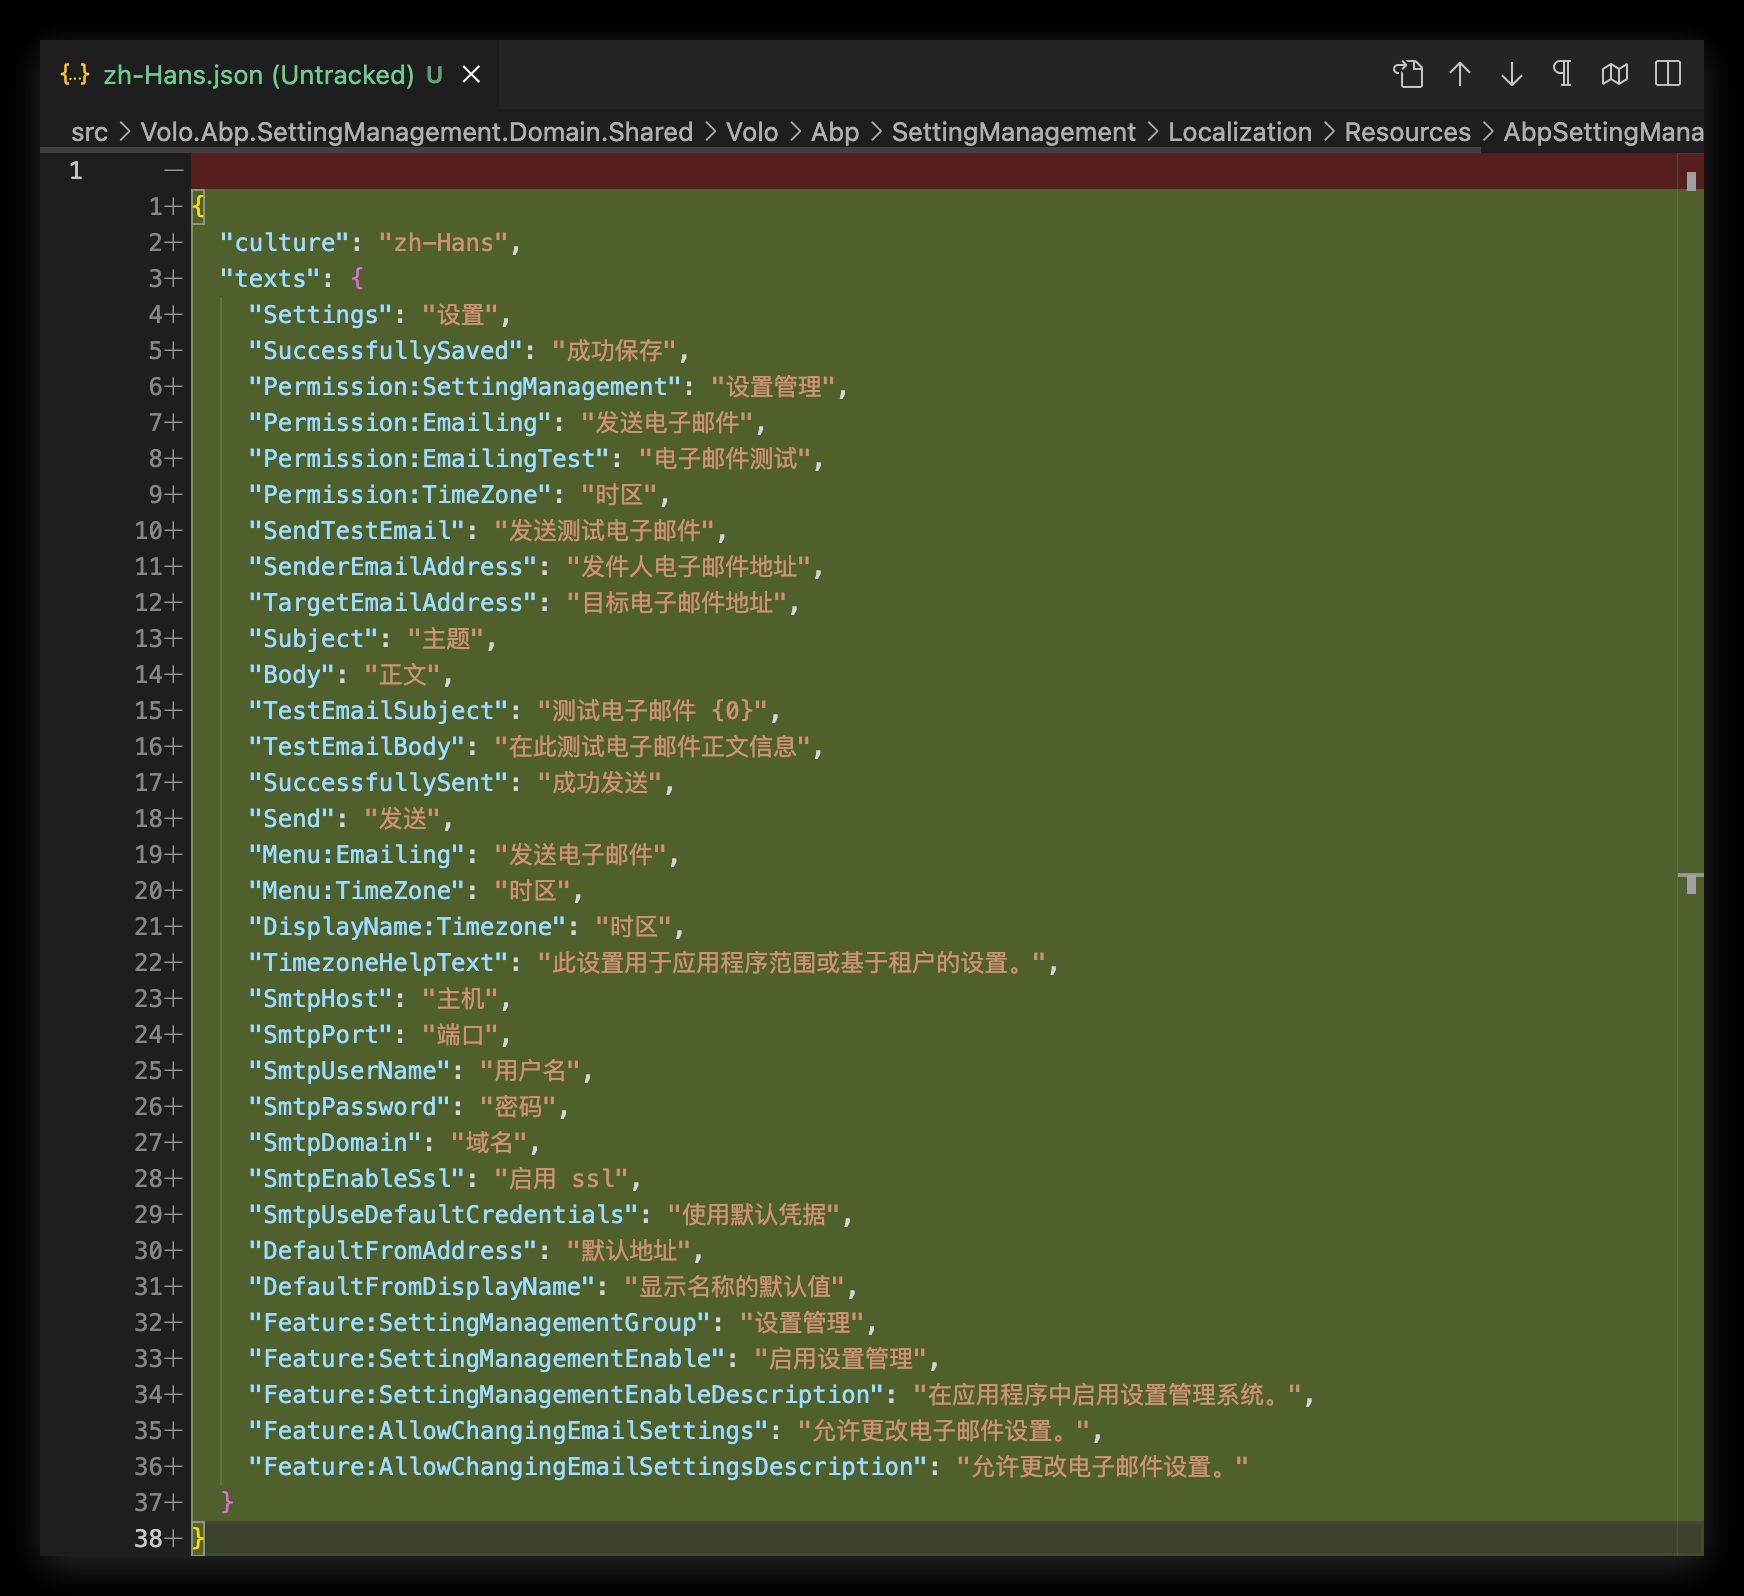 {..} zh-Hans.json (Untracked) U
src > Volo.Abp.SettingManagement.Domain.Shared > Volo > Abp > SettingManagement > Localization > Resources > AbpSettingMana
1 —
1+ {
2+ "culture": "zh-Hans",
3+ "texts": {
4+ "Settings": "设置",
5+ "SuccessfullySaved": "成功保存",
6+ "Permission:SettingManagement": "设置管理",
7+ "Permission:Emailing": "发送电子邮件",
8+ "Permission:EmailingTest": "电子邮件测试",
9+ "Permission:TimeZone": "时区",
10+ "SendTestEmail": "发送测试电子邮件",
11+ "SenderEmailAddress": "发件人电子邮件地址",
12+ "TargetEmailAddress": "目标电子邮件地址",
13+ "Subject": "主题",
14+ "Body": "正文",
15+ "TestEmailSubject": "测试电子邮件 {0}",
16+ "TestEmailBody": "在此测试电子邮件正文信息",
17+ "SuccessfullySent": "成功发送",
18+ "Send": "发送",
19+ "Menu:Emailing": "发送电子邮件",
20+ "Menu:TimeZone": "时区",
21+ "DisplayName:Timezone": "时区",
22+ "TimezoneHelpText": "此设置用于应用程序范围或基于租户的设置。",
23+ "SmtpHost": "主机",
24+ "SmtpPort": "端口",
25+ "SmtpUserName": "用户名",
26+ "SmtpPassword": "密码",
27+ "SmtpDomain": "域名",
28+ "SmtpEnableSsl": "启用 ssl",
29+ "SmtpUseDefaultCredentials": "使用默认凭据",
30+ "DefaultFromAddress": "默认地址",
31+ "DefaultFromDisplayName": "显示名称的默认值",
32+ "Feature:SettingManagementGroup": "设置管理",
33+ "Feature:SettingManagementEnable": "启用设置管理",
34+ "Feature:SettingManagementEnableDescription": "在应用程序中启用设置管理系统。",
35+ "Feature:AllowChangingEmailSettings": "允许更改电子邮件设置。",
36+ "Feature:AllowChangingEmailSettingsDescription": "允许更改电子邮件设置。"
37+ }
38+ }